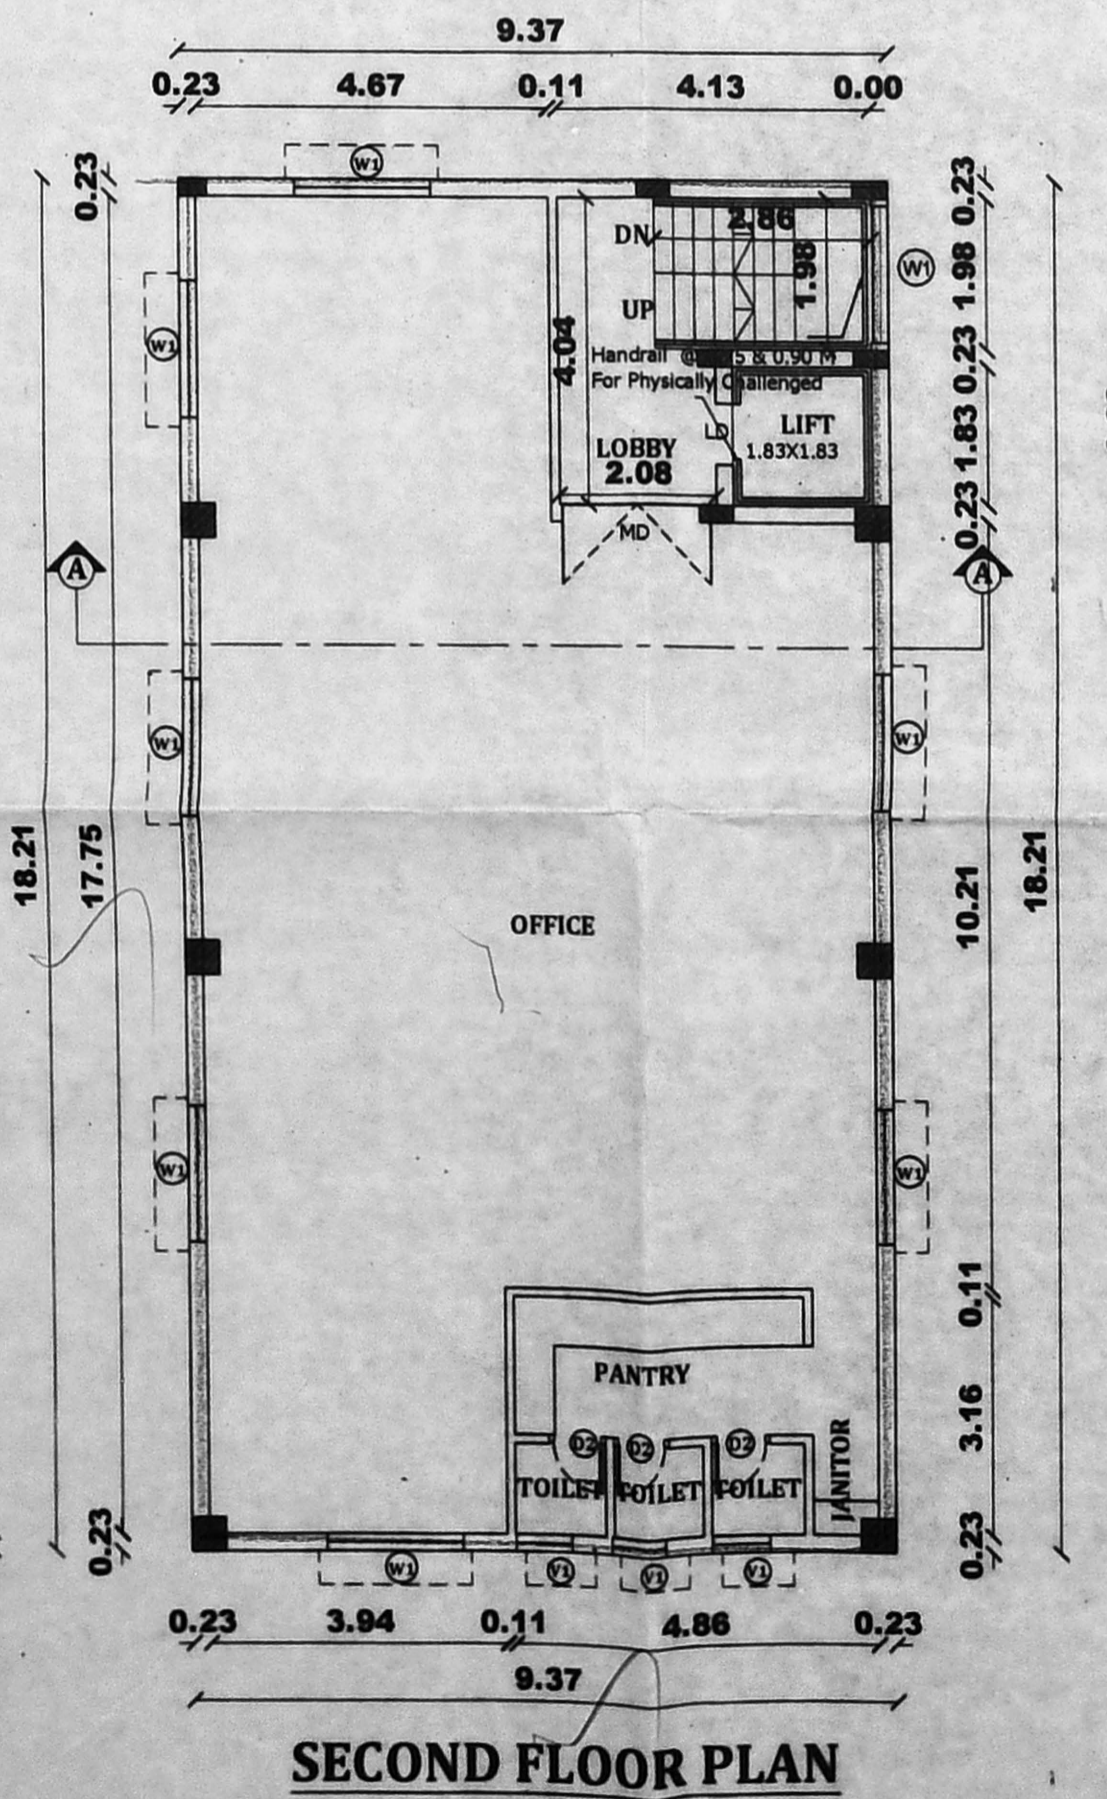 9.37
0.23 4.67 0.11 4.13 0.00
W1
0.23
0.23
DN
2.86
1.98
1.98
W1
UP
4.04
W1
Handrail @
5 & 0.90 M
0.23
For Physically Challenged
LIFT
1.83X1.83
1.83
LOBBY
2.08
LD
0.23
MD
A
A
W1
W1
18.21
17.75
10.21
18.21
OFFICE
W1
W1
0.11
PANTRY
3.16
D2 D2 D2
TOILET TOILET TOILET
JANITOR
0.23
0.23
W1
V1 V1 V1
0.23 3.94 0.11 4.86 0.23
9.37
SECOND FLOOR PLAN